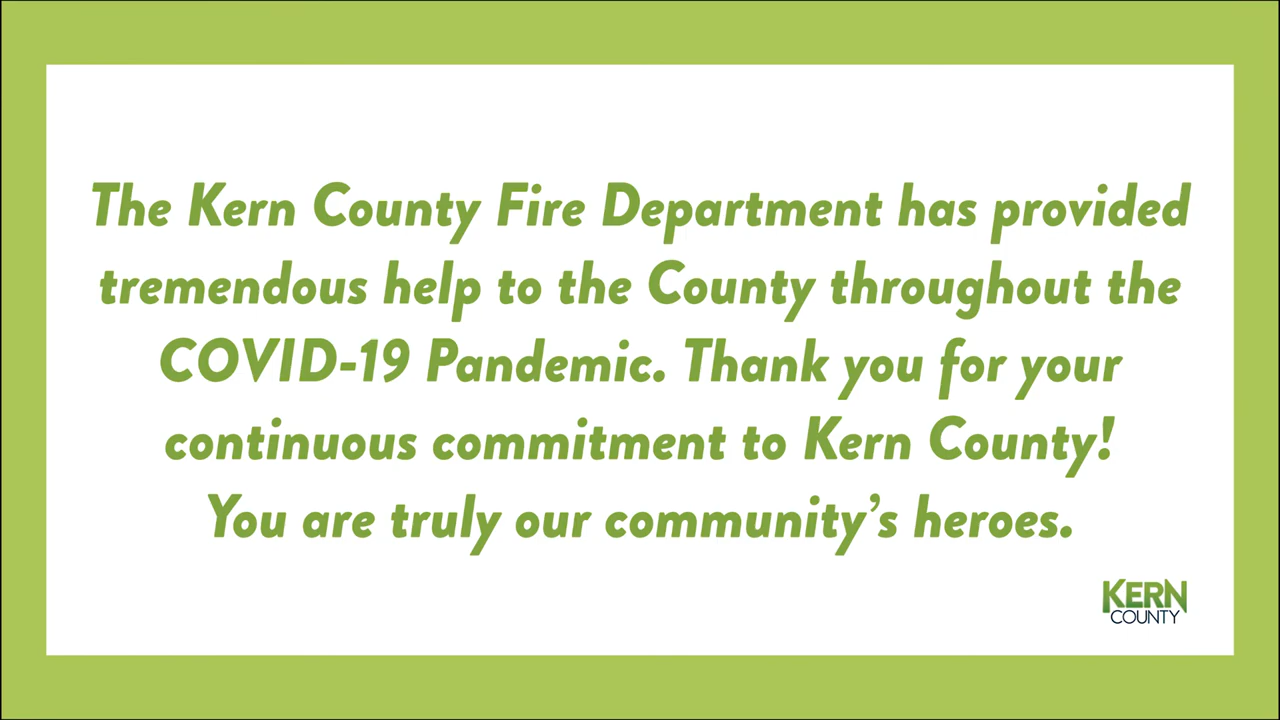 The Kern County Fire Department has provided
tremendous help to the County throughout the
COVID-19 Pandemic. Thank you for your
continuous commitment to Kern County!
You are truly our community’s heroes.
KERN
COUNTY